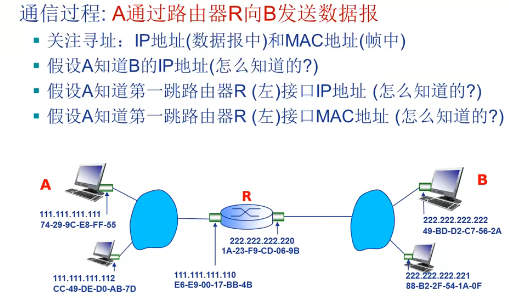 通信过程: A通过路由器R向B发送数据报
关注寻址：IP地址(数据报中)和MAC地址(帧中)
假设A知道B的IP地址(怎么知道的?)
假设A知道第一跳路由器R (左)接口IP地址 (怎么知道的?)
假设A知道第一跳路由器R (左)接口MAC地址 (怎么知道的?)
A
B
R
111.111.111.111
74-29-9C-E8-FF-55
222.222.222.222
49-BD-D2-C7-56-2A
222.222.222.220
1A-23-F9-CD-06-9B
111.111.111.112
CC-49-DE-D0-AB-7D
111.111.111.110
E6-E9-00-17-BB-4B
222.222.222.221
88-B2-2F-54-1A-0F